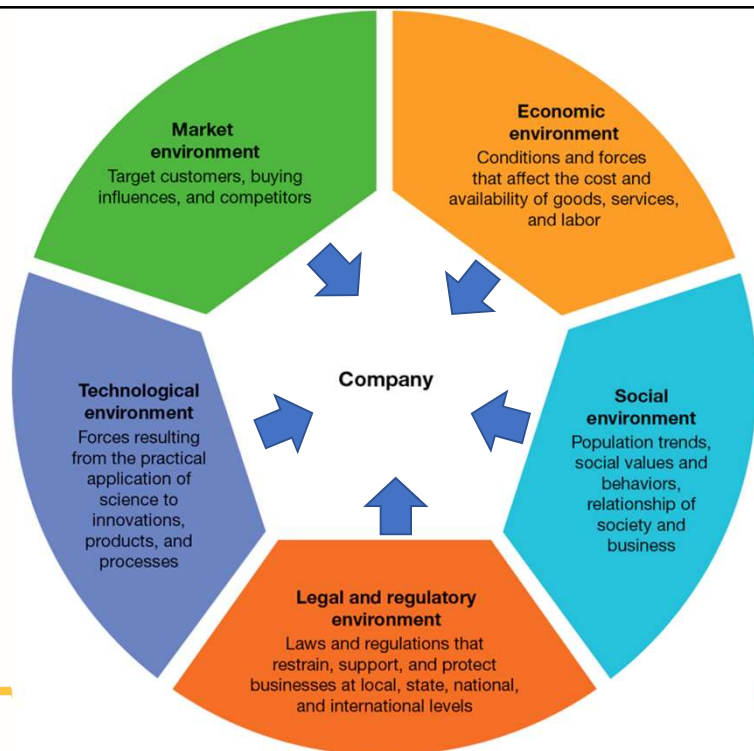 Market
environment
Target customers, buying
influences, and competitors
Economic
environment
Conditions and forces
that affect the cost and
availability of goods, services,
and labor
Company
Technological
environment
Forces resulting
from the practical
application of
science to
innovations,
products, and
processes
Social
environment
Population trends,
social values and
behaviors,
relationship of
society and
business
Legal and regulatory
environment
Laws and regulations that
restrain, support, and protect
businesses at local, state, national,
and international levels